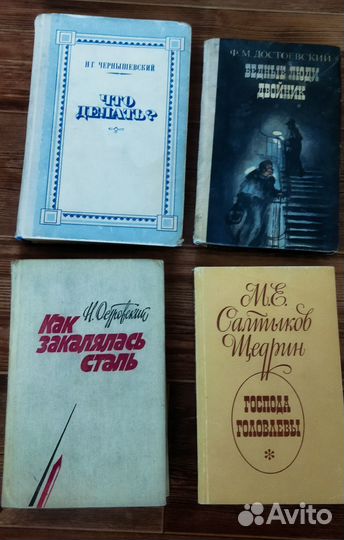 Н.Г. ЧЕРНЫШЕВСКИЙ
ЧТО
ДЕЛАТЬ?
Ф. М. ДОСТОЕВСКИЙ
БЕДНЫЕ ЛЮДИ
ДВОЙНИК
Н. Островский
Как
закалялась
сталь
М.Е.
Салтыков
Щедрин
ГОСПОДА
ГОЛОВЛЕВЫ
Avito